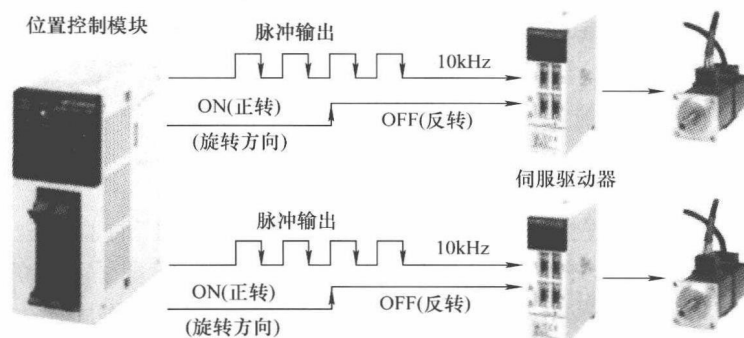 位置控制模块
脉冲输出
10kHz
ON(正转)
OFF(反转)
(旋转方向)
伺服驱动器
脉冲输出
10kHz
ON(正转)
OFF(反转)
(旋转方向)